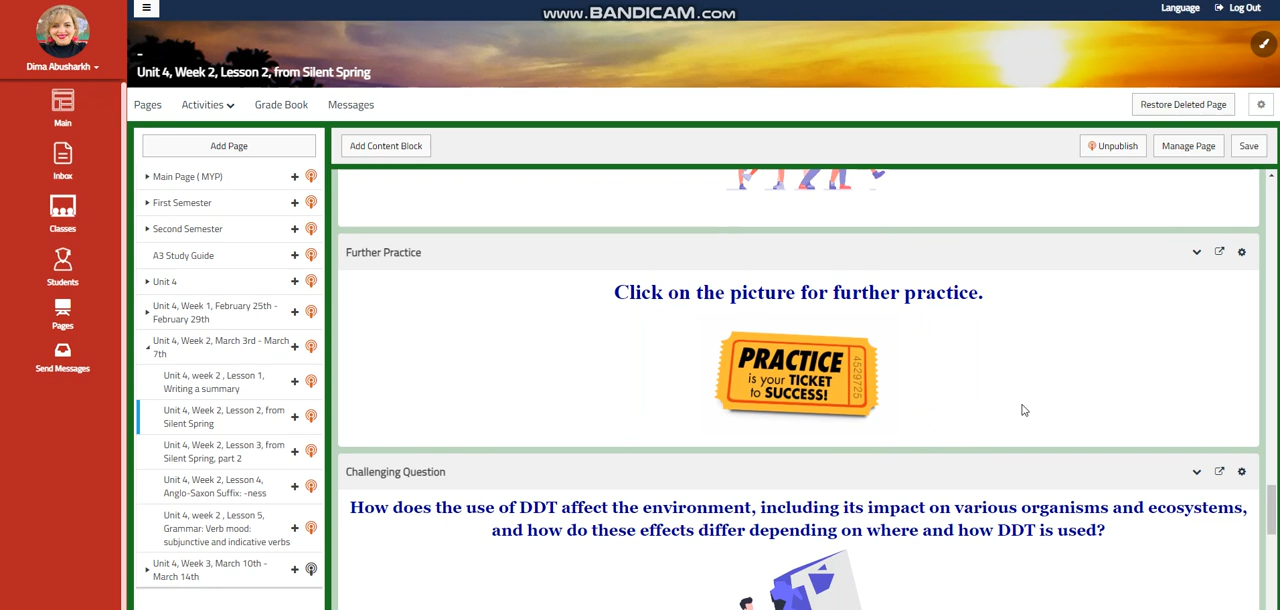 www.BANDICAM.com
Language
Log Out
Dima Abusharkh
-
Unit 4, Week 2, Lesson 2, from Silent Spring
Pages
Activities
Grade Book
Messages
Restore Deleted Page
Main
Inbox
Classes
Students
Pages
Send Messages
Add Page
Main Page ( MYP)
First Semester
Second Semester
A3 Study Guide
Unit 4
Unit 4, Week 1, February 25th -
February 29th
Unit 4, Week 2, March 3rd - March
7th
Unit 4, week 2 , Lesson 1,
Writing a summary
Unit 4, Week 2, Lesson 2, from
Silent Spring
Unit 4, Week 2, Lesson 3, from
Silent Spring, part 2
Unit 4, Week 2, Lesson 4,
Anglo-Saxon Suffix: -ness
Unit 4, week 2 , Lesson 5,
Grammar: Verb mood:
subjunctive and indicative verbs
Unit 4, Week 3, March 10th -
March 14th
Add Content Block
Unpublish
Manage Page
Save
Further Practice
Click on the picture for further practice.
PRACTICE
is your TICKET
to SUCCESS!
4529725
Challenging Question
How does the use of DDT affect the environment, including its impact on various organisms and ecosystems,
and how do these effects differ depending on where and how DDT is used?